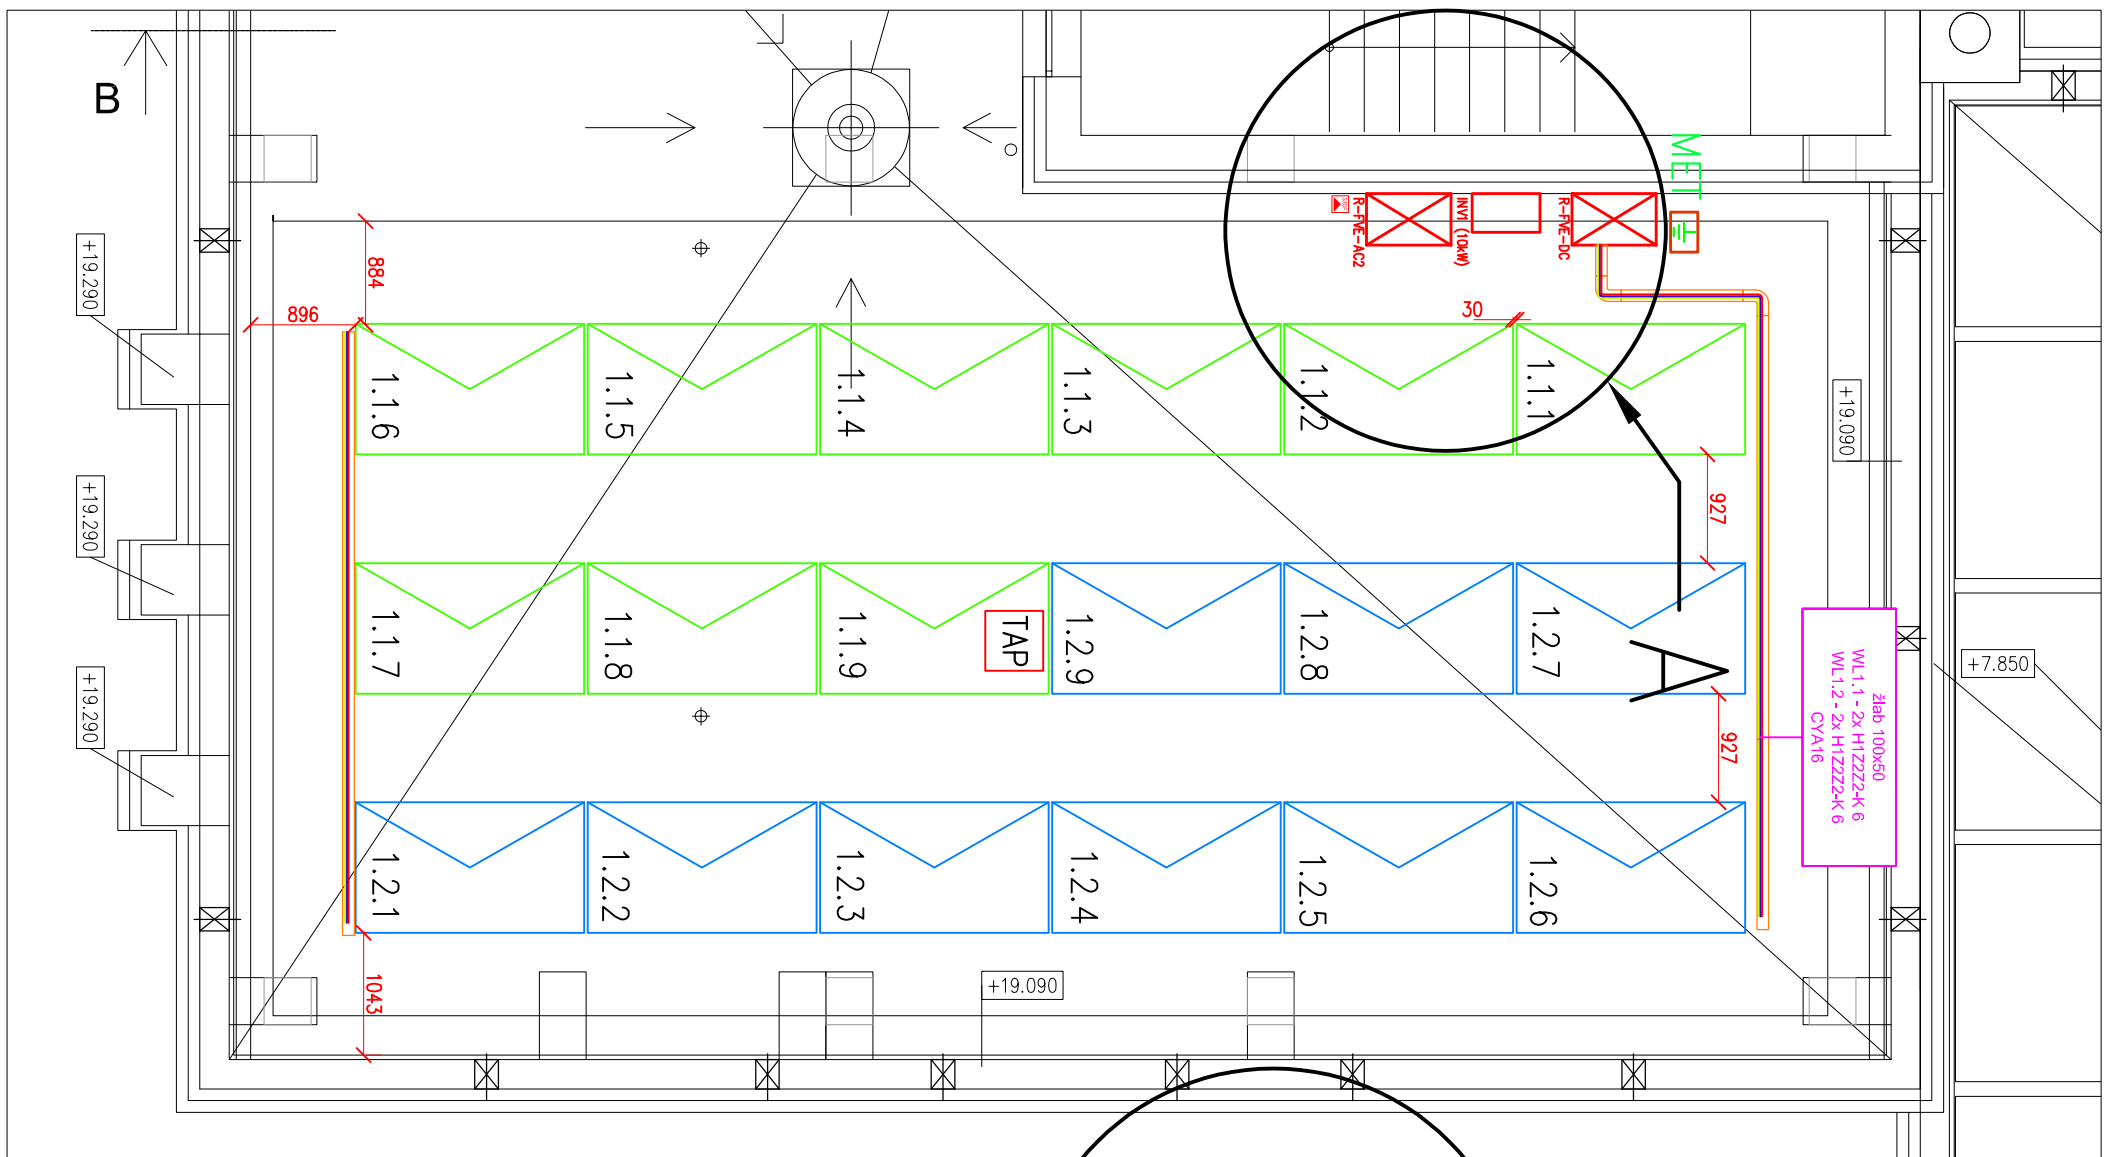 B
MET
R-FVE-AC2
INV1 (10kW)
R-FVE-DC
+19.290
884
896
30
1.1.6
1.1.5
1.1.4
1.1.3
1.1.2
1.1.1
+19.090
927
+19.290
1.1.7
1.1.8
1.1.9
TAP
1.2.9
1.2.8
1.2.7
A
+7.850
žlab 100x50
WL1.1 - 2x H1Z2Z2-K 6
WL1.2 - 2x H1Z2Z2-K 6
CYA16
+19.290
927
1.2.1
1.2.2
1.2.3
1.2.4
1.2.5
1.2.6
1043
+19.090